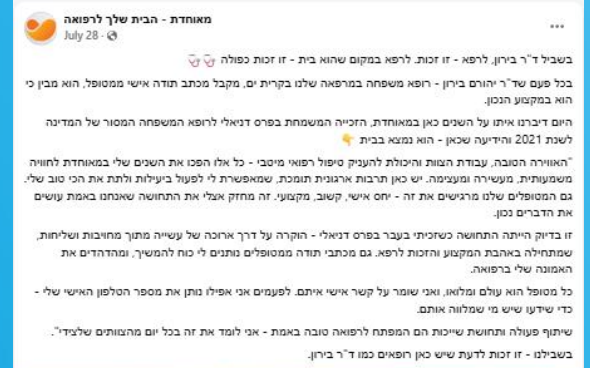 מאוחדת - הבית שלך לרפואה
July 28 ·
בשביל ד"ר בירון, לרפא - זו זכות. לרפא במקום שהוא בית - זו זכות כפולה 🩺🩺
בכל פעם שד"ר יהורם בירון - רופא משפחה במרפאה שלנו בקרית ים, מקבל מכתב תודה אישי ממטופל, הוא מבין כי
הוא במקצוע הנכון.
היום דיברנו איתו על השנים כאן במאוחדת, הזכייה המשמחת בפרס דניאלי לרופא המשפחה המסור של המדינה
לשנת 2021 והידיעה שכאן - הוא נמצא בבית 👇
"האווירה הטובה, עבודת הצוות והיכולת להעניק טיפול רפואי מיטבי - כל אלו הפכו את השנים שלי במאוחדת לחוויה
משמעותית, מעשירה ומעצימה. יש כאן תרבות ארגונית תומכת, שמאפשרת לי לפעול ביעילות ולתת את הכי טוב שלי.
גם המטופלים שלנו מרגישים את זה - יחס אישי, קשוב, מקצועי. זה מחזק אצלי את התחושה שאנחנו באמת עושים
את הדברים נכון.
זו בדיוק הייתה התחושה כשזכיתי בעבר בפרס דניאלי - הוקרה על דרך ארוכה של עשייה מתוך מחויבות ושליחות,
שמתחילה באהבת המקצוע והזכות לרפא. גם מכתבי תודה ממטופלים נותנים לי כוח להמשיך, ומהדהדים את
האמונה שלי ברפואה.
כל מטופל הוא עולם ומלואו, ואני שומר על קשר אישי איתם. לפעמים אני אפילו נותן את מספר הטלפון האישי שלי -
כדי שידעו שיש מי שמלווה אותם.
שיתוף פעולה ותחושת שייכות הם המפתח לרפואה טובה באמת - אני לומד את זה בכל יום מהצוותים שלצידי".
בשבילנו - זו זכות לדעת שיש כאן רופאים כמו ד"ר בירון.